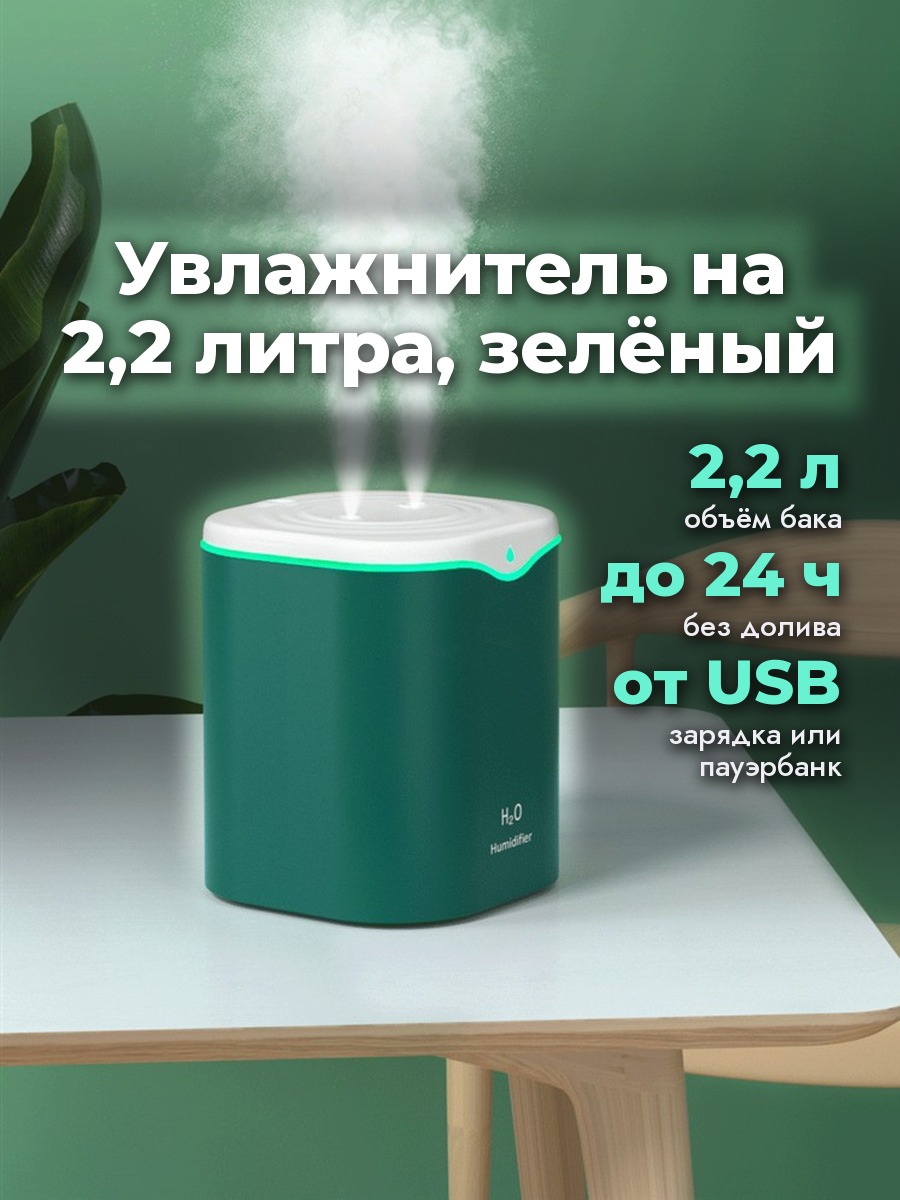 Увлажнитель на
2,2 литра, зелёный
2,2 л
объём бака
до 24 ч
без долива
от USB
зарядка или
пауэрбанк
H₂O
Humidifier